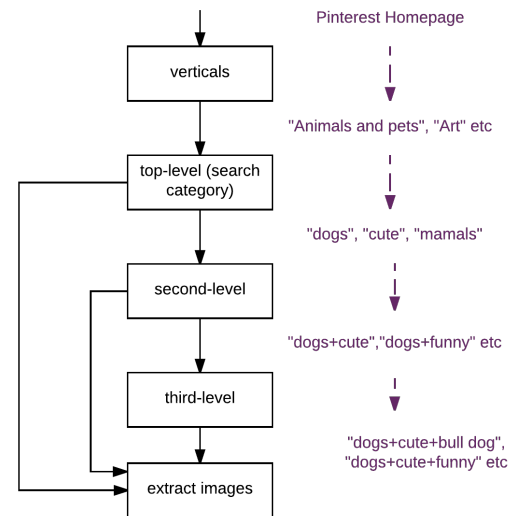 Pinterest Homepage
verticals
"Animals and pets", "Art" etc
top-level (search
category)
"dogs", "cute", "mamals"
second-level
"dogs+cute","dogs+funny" etc
third-level
"dogs+cute+bull dog",
"dogs+cute+funny" etc
extract images